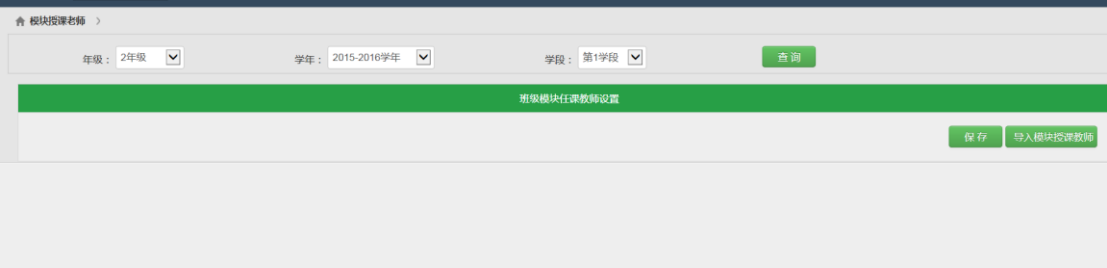 模块授课老师 >
年级： 2年级 学年： 2015-2016学年 学段： 第1学段 查询
班级模块任课教师设置
保存 导入模块授课教师